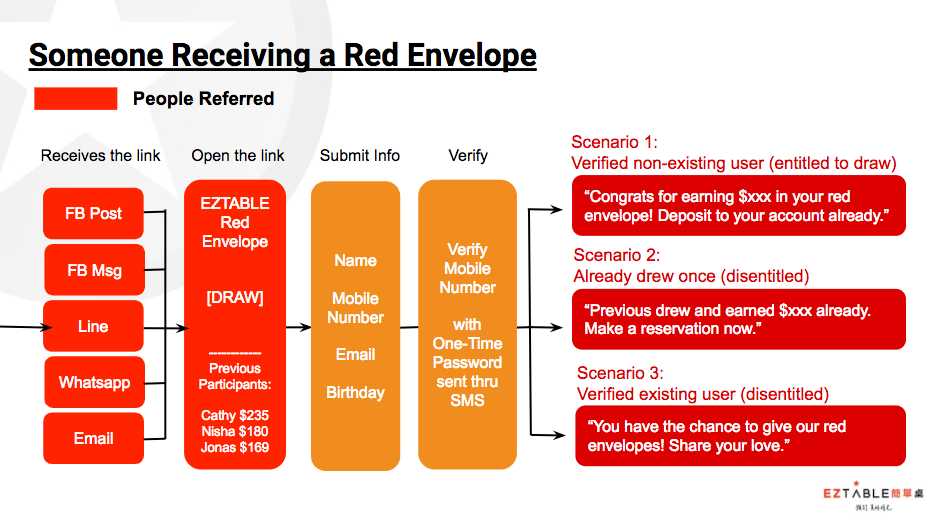 Someone Receiving a Red Envelope
People Referred
Receives the link
Open the link
Submit Info
Verify
FB Post
FB Msg
Line
Whatsapp
Email
EZTABLE
Red
Envelope
[DRAW]
------------
Previous
Participants:
Cathy $235
Nisha $180
Jonas $169
Name
Mobile
Number
Email
Birthday
Verify
Mobile
Number
with
One-Time
Password
sent thru
SMS
Scenario 1:
Verified non-existing user (entitled to draw)
“Congrats for earning $xxx in your red
envelope! Deposit to your account already.”
Scenario 2:
Already drew once (disentitled)
“Previous drew and earned $xxx already.
Make a reservation now.”
Scenario 3:
Verified existing user (disentitled)
“You have the chance to give our red
envelopes! Share your love.”
EZTABLE簡單桌